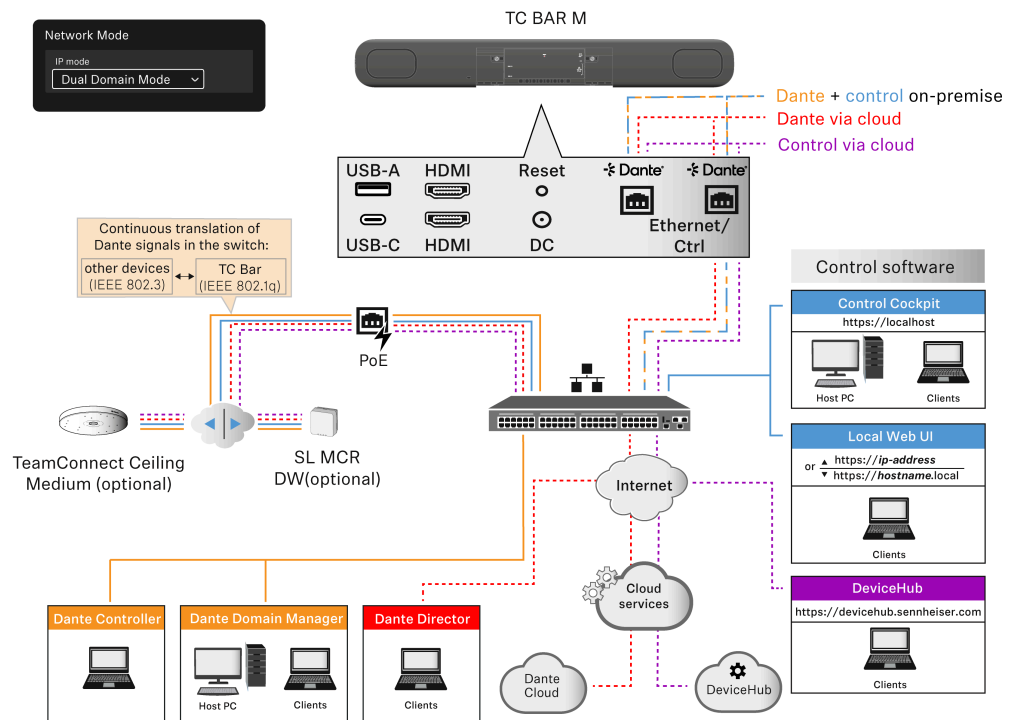 TC BAR M
Network Mode
IP mode
Dual Domain Mode
Dante + control on-premise
Dante via cloud
Control via cloud
USB-A
HDMI
Reset
Dante
Dante
USB-C
HDMI
DC
Ethernet/
Ctrl
Continuous translation of
Dante signals in the switch:
other devices
(IEEE 802.3)
TC Bar
(IEEE 802.1q)
PoE
TeamConnect Ceiling
Medium (optional)
SL MCR
DW(optional)
Control software
Control Cockpit
https://localhost
Host PC
Clients
Local Web UI
or https://ip-address
https://hostname.local
Clients
DeviceHub
https://devicehub.sennheiser.com
Clients
Internet
Cloud
services
Dante
Cloud
DeviceHub
Dante Controller
Dante Domain Manager
Host PC
Clients
Dante Director
Clients